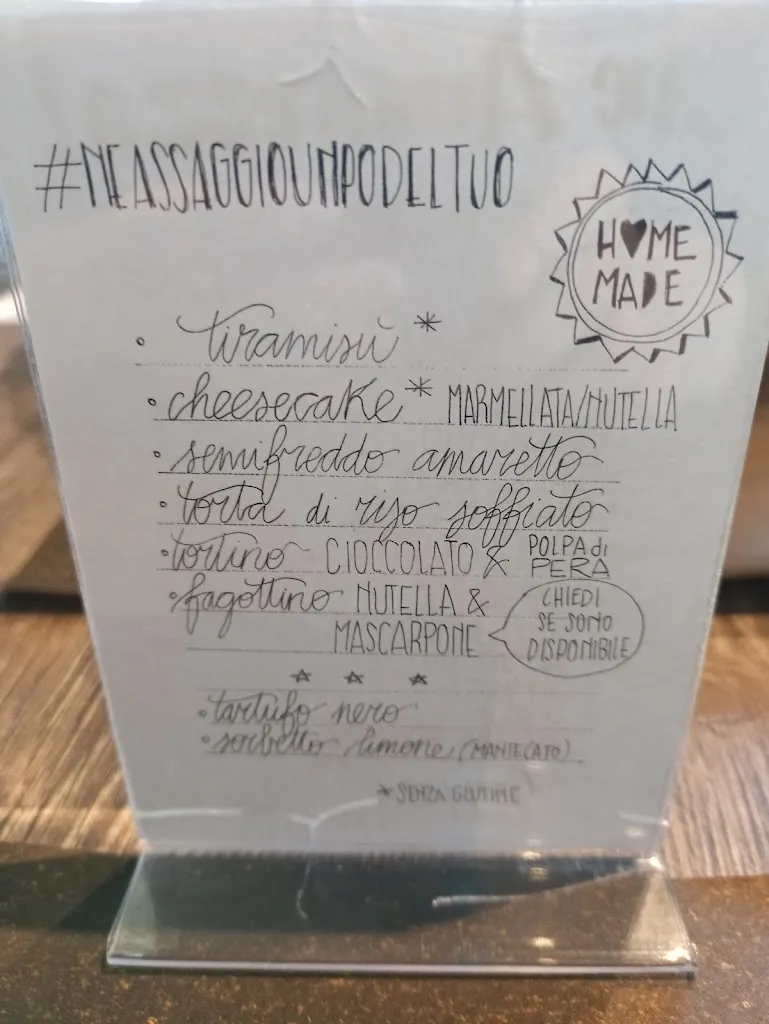 #NEASSAGGIOUNPODELTUO
H♥ME
MADE
• tiramisù *
• cheesecake * MARMELLATA/NUTELLA
• semifreddo amaretto
• torta di riso soffiato
• tortino CIOCCOLATO & POLPA di PERA
• fagottino NUTELLA &
MASCARPONE
CHIEDI
SE SONO
DISPONIBILE
☆ ☆ ☆
• tartufo nero
• sorbetto limone (MANTECATO)
* SENZA GLUTINE